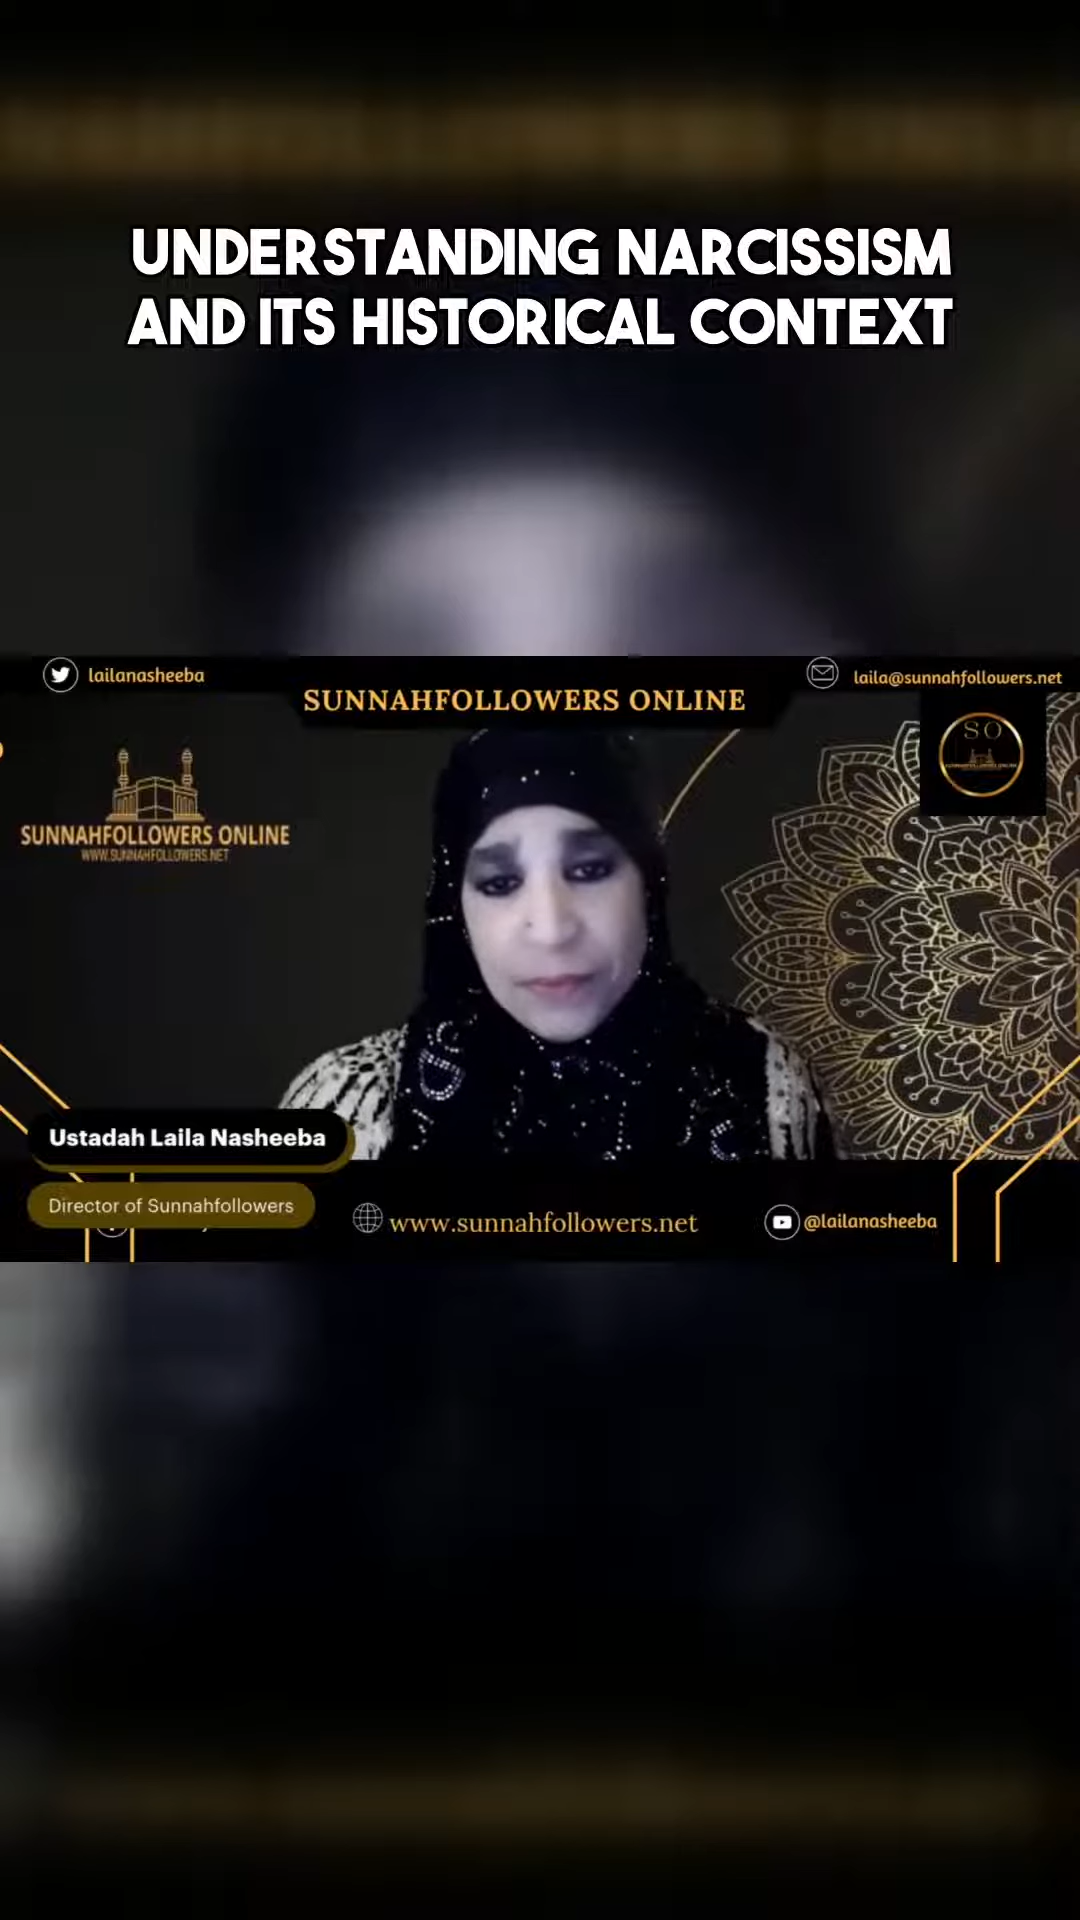 UNDERSTANDING NARCISSISM
AND ITS HISTORICAL CONTEXT
lailanasheeba
SUNNAHFOLLOWERS ONLINE
laila@sunnahfollowers.net
SO
SUNNAHFOLLOWERS ONLINE
WWW.SUNNAHFOLLOWERS.NET
Ustadah Laila Nasheeba
Director of Sunnahfollowers
www.sunnahfollowers.net
@lailanasheeba